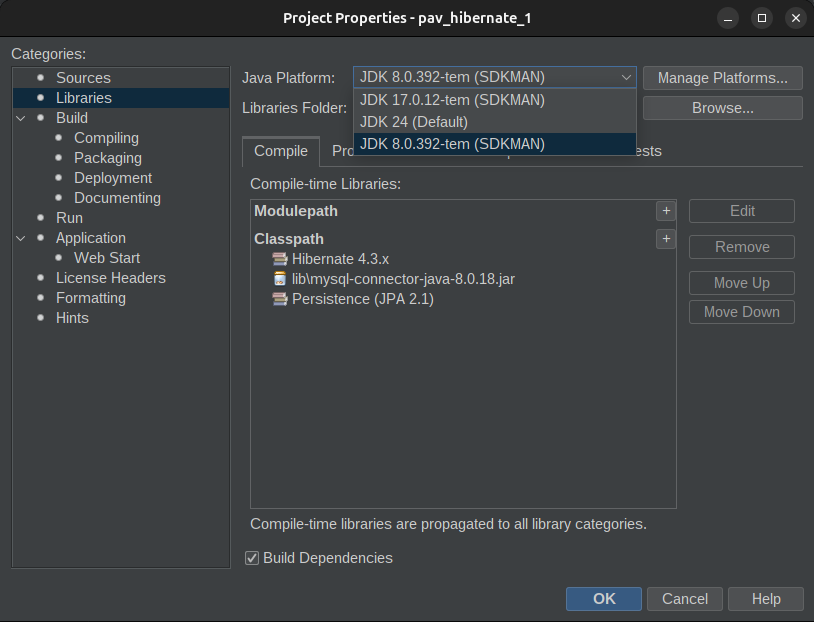 Project Properties - pav_hibernate_1
Categories:
Sources
Libraries
Build
Compiling
Packaging
Deployment
Documenting
Run
Application
Web Start
License Headers
Formatting
Hints
Java Platform: JDK 8.0.392-tem (SDKMAN) Manage Platforms...
JDK 17.0.12-tem (SDKMAN)
JDK 24 (Default)
JDK 8.0.392-tem (SDKMAN)
Libraries Folder: Browse...
Compile
Compile-time Libraries:
Modulepath +
Classpath +
Hibernate 4.3.x
lib\mysql-connector-java-8.0.18.jar
Persistence (JPA 2.1)
Edit
Remove
Move Up
Move Down
Compile-time libraries are propagated to all library categories.
Build Dependencies
OK Cancel Help